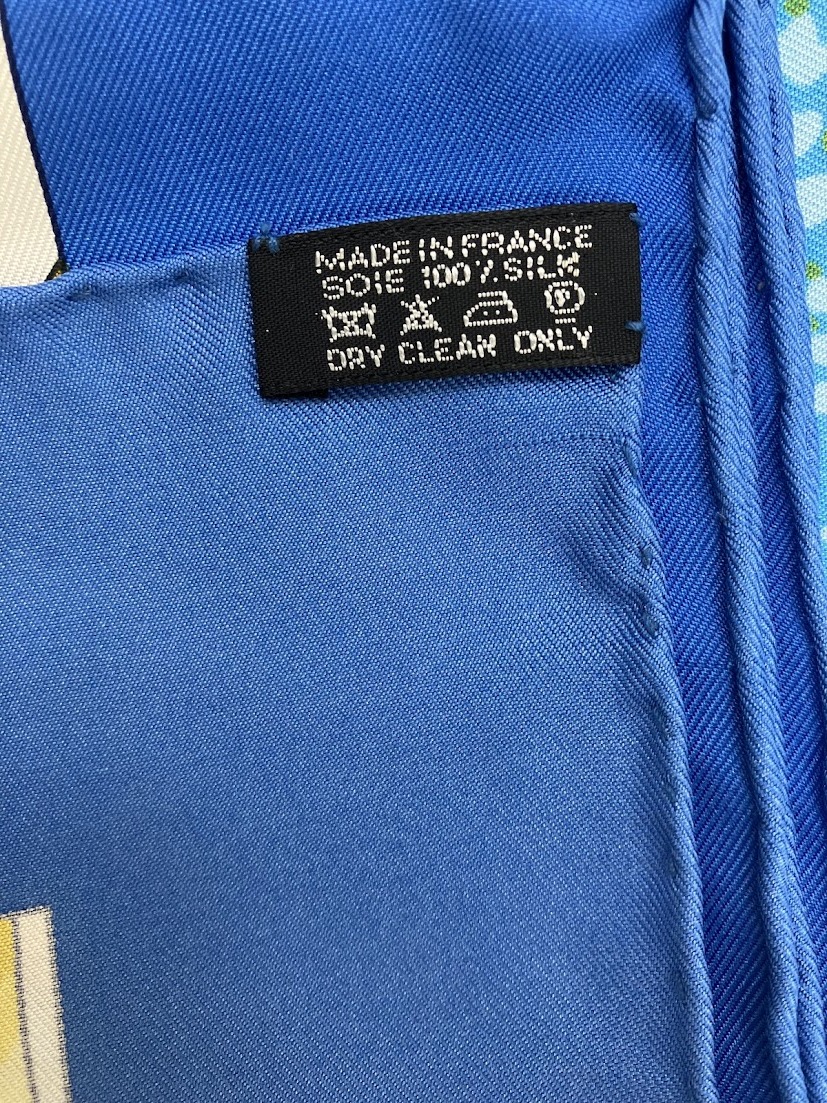 MADE IN FRANCE
SOIE 100% SILK
P
DRY CLEAN ONLY